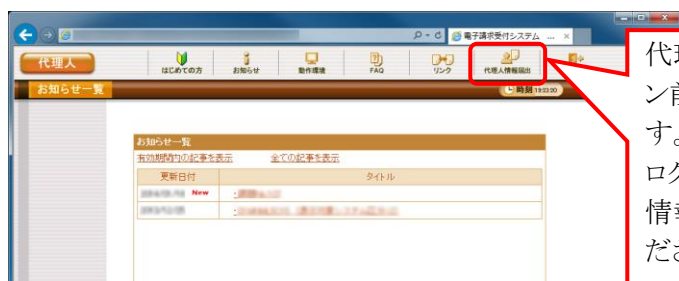 電子請求受付システム ...
代理人
はじめての方
お知らせ
動作環境
FAQ
リンク
代理人情報届出
お知らせ一覧
時刻 19:23:20
お知らせ一覧
有効期間内の記事を表示 全ての記事を表示
更新日付 タイトル
New
代理
ン前
す。
ログ
情報
ださ